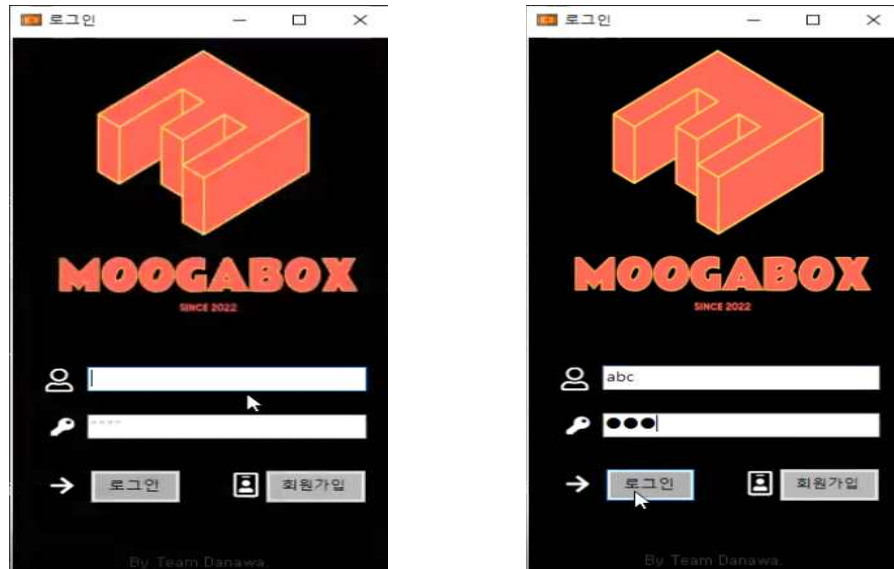 로그인
MOOGABOX
SINCE 2022
****
로그인
회원가입
By Team Danawa.
로그인
MOOGABOX
SINCE 2022
abc
●●●
로그인
회원가입
By Team Danawa.